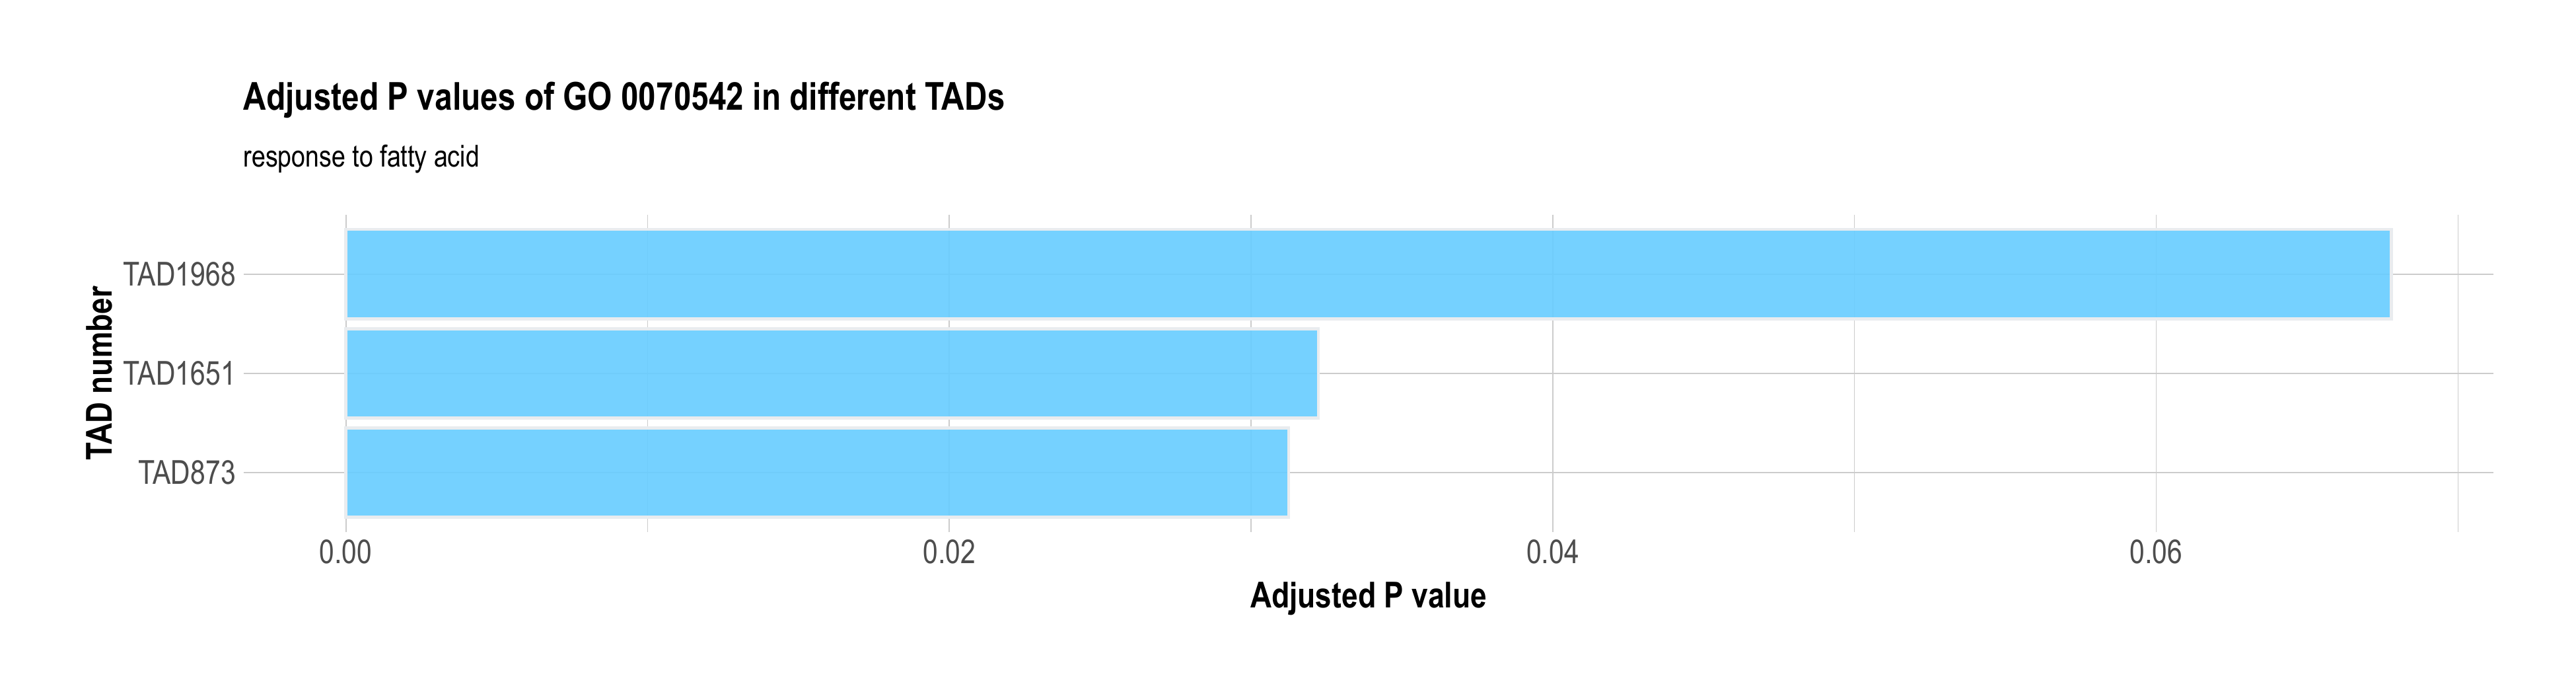 Adjusted P values of GO 0070542 in different TADs
response to fatty acid
TAD number
TAD1968
TAD1651
TAD873
0.00 0.02 0.04 0.06
Adjusted P value